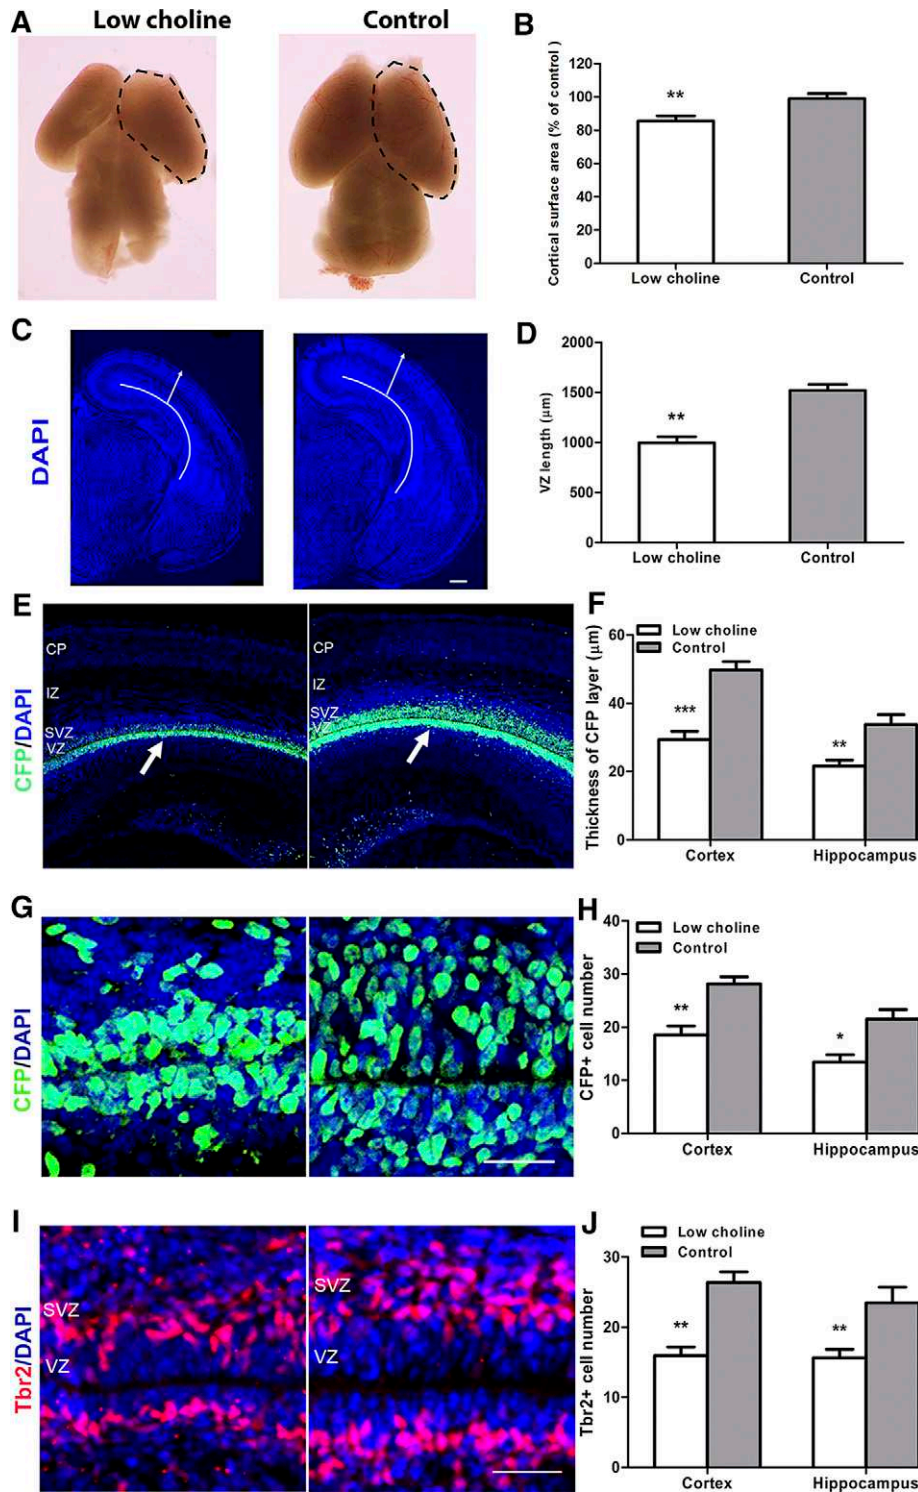 A
Low choline
Control
B
Cortical surface area (% of control )
120
100
80
60
40
20
0
**
Low choline
Control
C
DAPI
D
VZ length (μm)
2000
1500
1000
500
0
**
Low choline
Control
E
CFP/DAPI
CP
IZ
SVZ
VZ
CP
IZ
SVZ
VZ
F
Low choline
Control
Thickness of CFP layer (μm)
60
40
20
0
***
**
Cortex
Hippocampus
G
CFP/DAPI
H
Low choline
Control
CFP+ cell number
40
30
20
10
0
**
*
Cortex
Hippocampus
I
Tbr2/DAPI
SVZ
VZ
SVZ
VZ
J
Low choline
Control
Tbr2+ cell number
30
20
10
0
**
**
Cortex
Hippocampus